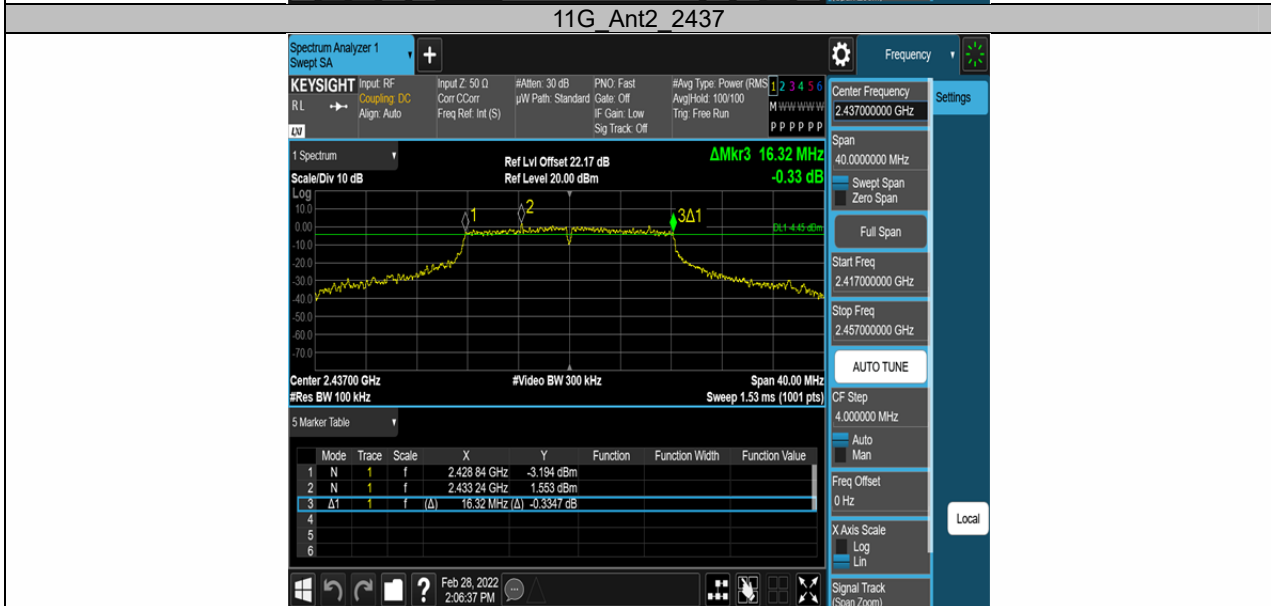 11G_Ant2_2437
Spectrum Analyzer 1
Swept SA
+
Frequency
KEYSIGHT
RL
LXI
Input: RF
Coupling: DC
Align: Auto
Input Z: 50 Ω
Corr CCorr
Freq Ref: Int (S)
#Atten: 30 dB
µW Path: Standard
PNO: Fast
Gate: Off
IF Gain: Low
Sig Track: Off
#Avg Type: Power (RMS
Avg|Hold: 100/100
Trig: Free Run
1 2 3 4 5 6
M W W W W W
P P P P P P
1 Spectrum
Scale/Div 10 dB
Ref Lvl Offset 22.17 dB
Ref Level 20.00 dBm
ΔMkr3 16.32 MHz
-0.33 dB
Log
10.0
0.00
-10.0
-20.0
-30.0
-40.0
-50.0
-60.0
-70.0
1
2
3Δ1
DL1 -4.45 dBm
Center 2.43700 GHz
#Res BW 100 kHz
#Video BW 300 kHz
Span 40.00 MHz
Sweep 1.53 ms (1001 pts)
5 Marker Table
Mode Trace Scale X Y Function Function Width Function Value
1 N 1 f 2.428 84 GHz -3.194 dBm
2 N 1 f 2.433 24 GHz 1.553 dBm
3 Δ1 1 f (Δ) 16.32 MHz (Δ) -0.3347 dB
4
5
6
?
Feb 28, 2022
2:06:37 PM
Center Frequency
2.437000000 GHz
Settings
Span
40.0000000 MHz
Swept Span
Zero Span
Full Span
Start Freq
2.417000000 GHz
Stop Freq
2.457000000 GHz
AUTO TUNE
CF Step
4.000000 MHz
Auto
Man
Freq Offset
0 Hz
Local
X Axis Scale
Log
Lin
Signal Track
(Span Zoom)